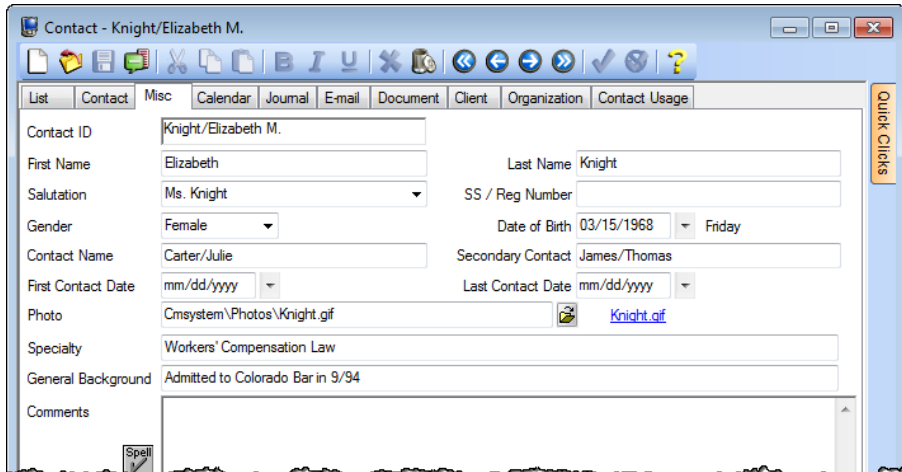 Contact - Knight/Elizabeth M.
B I U
List Contact Misc Calendar Journal E-mail Document Client Organization Contact Usage
Quick Clicks
Contact ID Knight/Elizabeth M.
First Name Elizabeth Last Name Knight
Salutation Ms. Knight SS / Reg Number
Gender Female Date of Birth 03/15/1968 Friday
Contact Name Carter/Julie Secondary Contact James/Thomas
First Contact Date mm/dd/yyyy Last Contact Date mm/dd/yyyy
Photo Cmsystem\Photos\Knight.gif Knight.gif
Specialty Workers' Compensation Law
General Background Admitted to Colorado Bar in 9/94
Comments
Spell